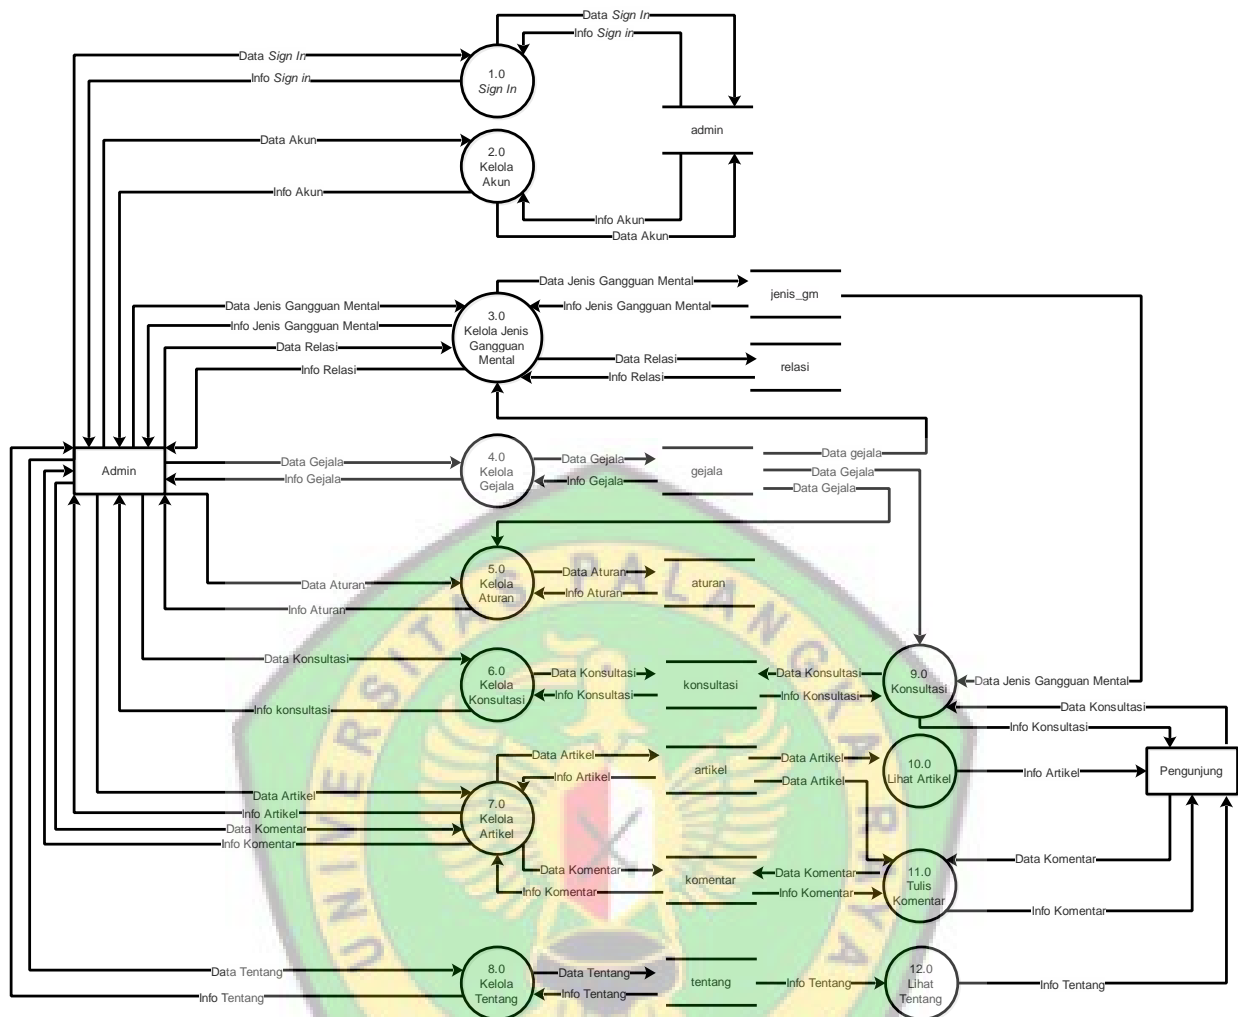 Data Sign In
Info Sign in
Data Sign In
Info Sign in
1.0
Sign In
admin
Data Akun
2.0
Kelola
Akun
Info Akun
Info Akun
Data Akun
Data Jenis Gangguan Mental
jenis_gm
Data Jenis Gangguan Mental
Info Jenis Gangguan Mental
Info Jenis Gangguan Mental
3.0
Kelola Jenis
Gangguan
Mental
Data Relasi
Data Relasi
relasi
Info Relasi
Info Relasi
Admin
Data Gejala
Info Gejala
4.0
Kelola
Gejala
Data Gejala
Info Gejala
gejala
Data gejala
Data Gejala
Data Gejala
Data Aturan
Info Aturan
5.0
Kelola
Aturan
Data Aturan
Info Aturan
aturan
Data Konsultasi
Info konsultasi
6.0
Kelola
Konsultasi
Data Konsultasi
Info Konsultasi
konsultasi
Data Konsultasi
Info Konsultasi
9.0
Konsultasi
Data Jenis Gangguan Mental
Data Konsultasi
Info Konsultasi
Pengunjung
Data Artikel
Info Artikel
Data Komentar
Info Komentar
7.0
Kelola
Artikel
Data Artikel
Info Artikel
artikel
Data Artikel
Data Artikel
10.0
Lihat Artikel
Info Artikel
Data Komentar
Info Komentar
komentar
Data Komentar
Info Komentar
11.0
Tulis
Komentar
Data Komentar
Info Komentar
Data Tentang
Info Tentang
8.0
Kelola
Tentang
Data Tentang
Info Tentang
tentang
Info Tentang
12.0
Lihat
Tentang
Info Tentang
UNIVERSITAS PALANGKA RAYA